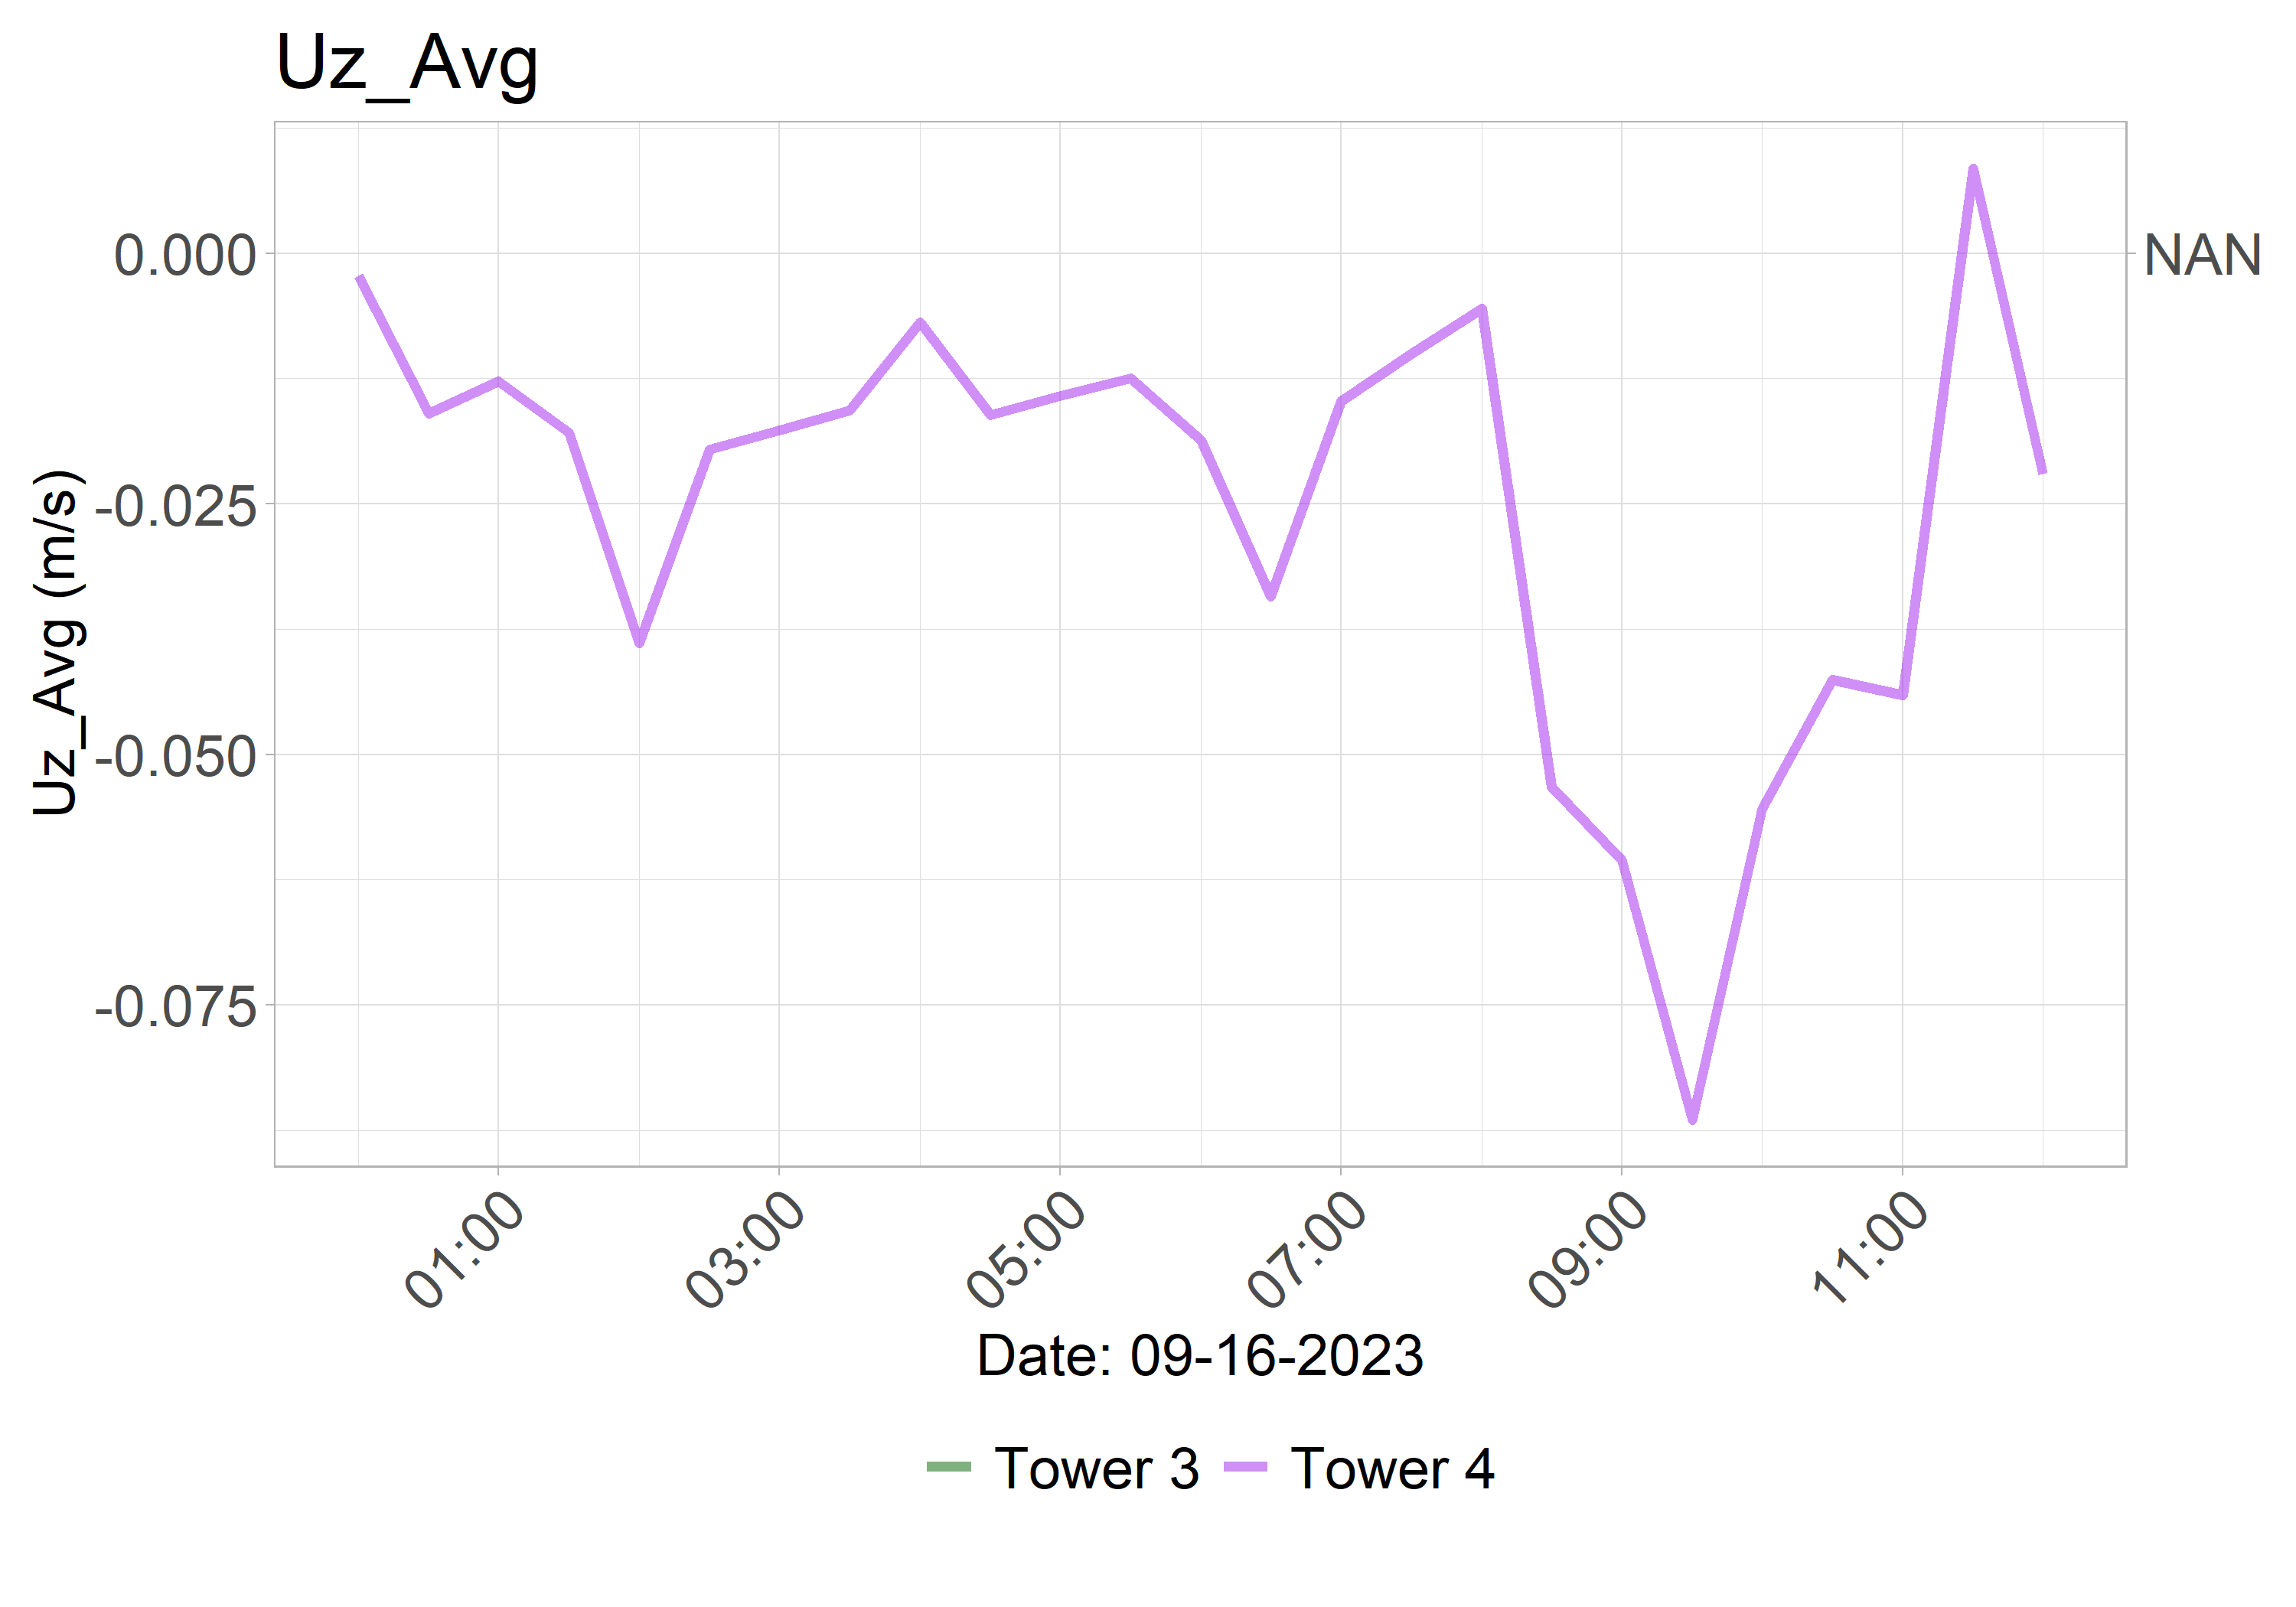 Uz_Avg
Uz_Avg (m/s)
0.000
-0.025
-0.050
-0.075
NAN
01:00
03:00
05:00
07:00
09:00
11:00
Date: 09-16-2023
Tower 3
Tower 4